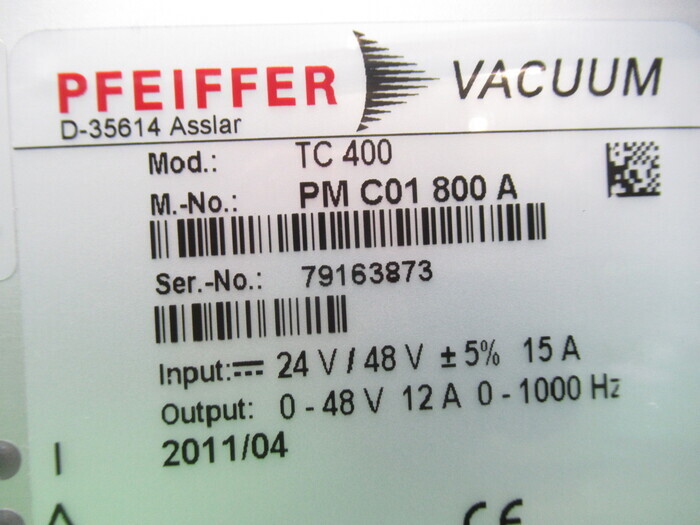 PFEIFFER VACUUM
D-35614 Asslar
Mod.: TC 400
M.-No.: PM C01 800 A
Ser.-No.: 79163873
Input: 24 V / 48 V ± 5% 15 A
Output: 0 - 48 V 12 A 0 - 1000 Hz
2011/04
CE